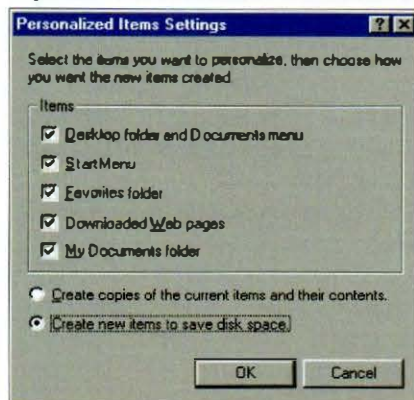 Personalized Items Settings
Select the items you want to personalize, then choose how
you want the new items created.
Items
Desktop folder and Documents menu
StartMenu
Favorites folder
Downloaded Web pages
My Documents folder
Create copies of the current items and their contents.
Create new items to save disk space.
OK Cancel